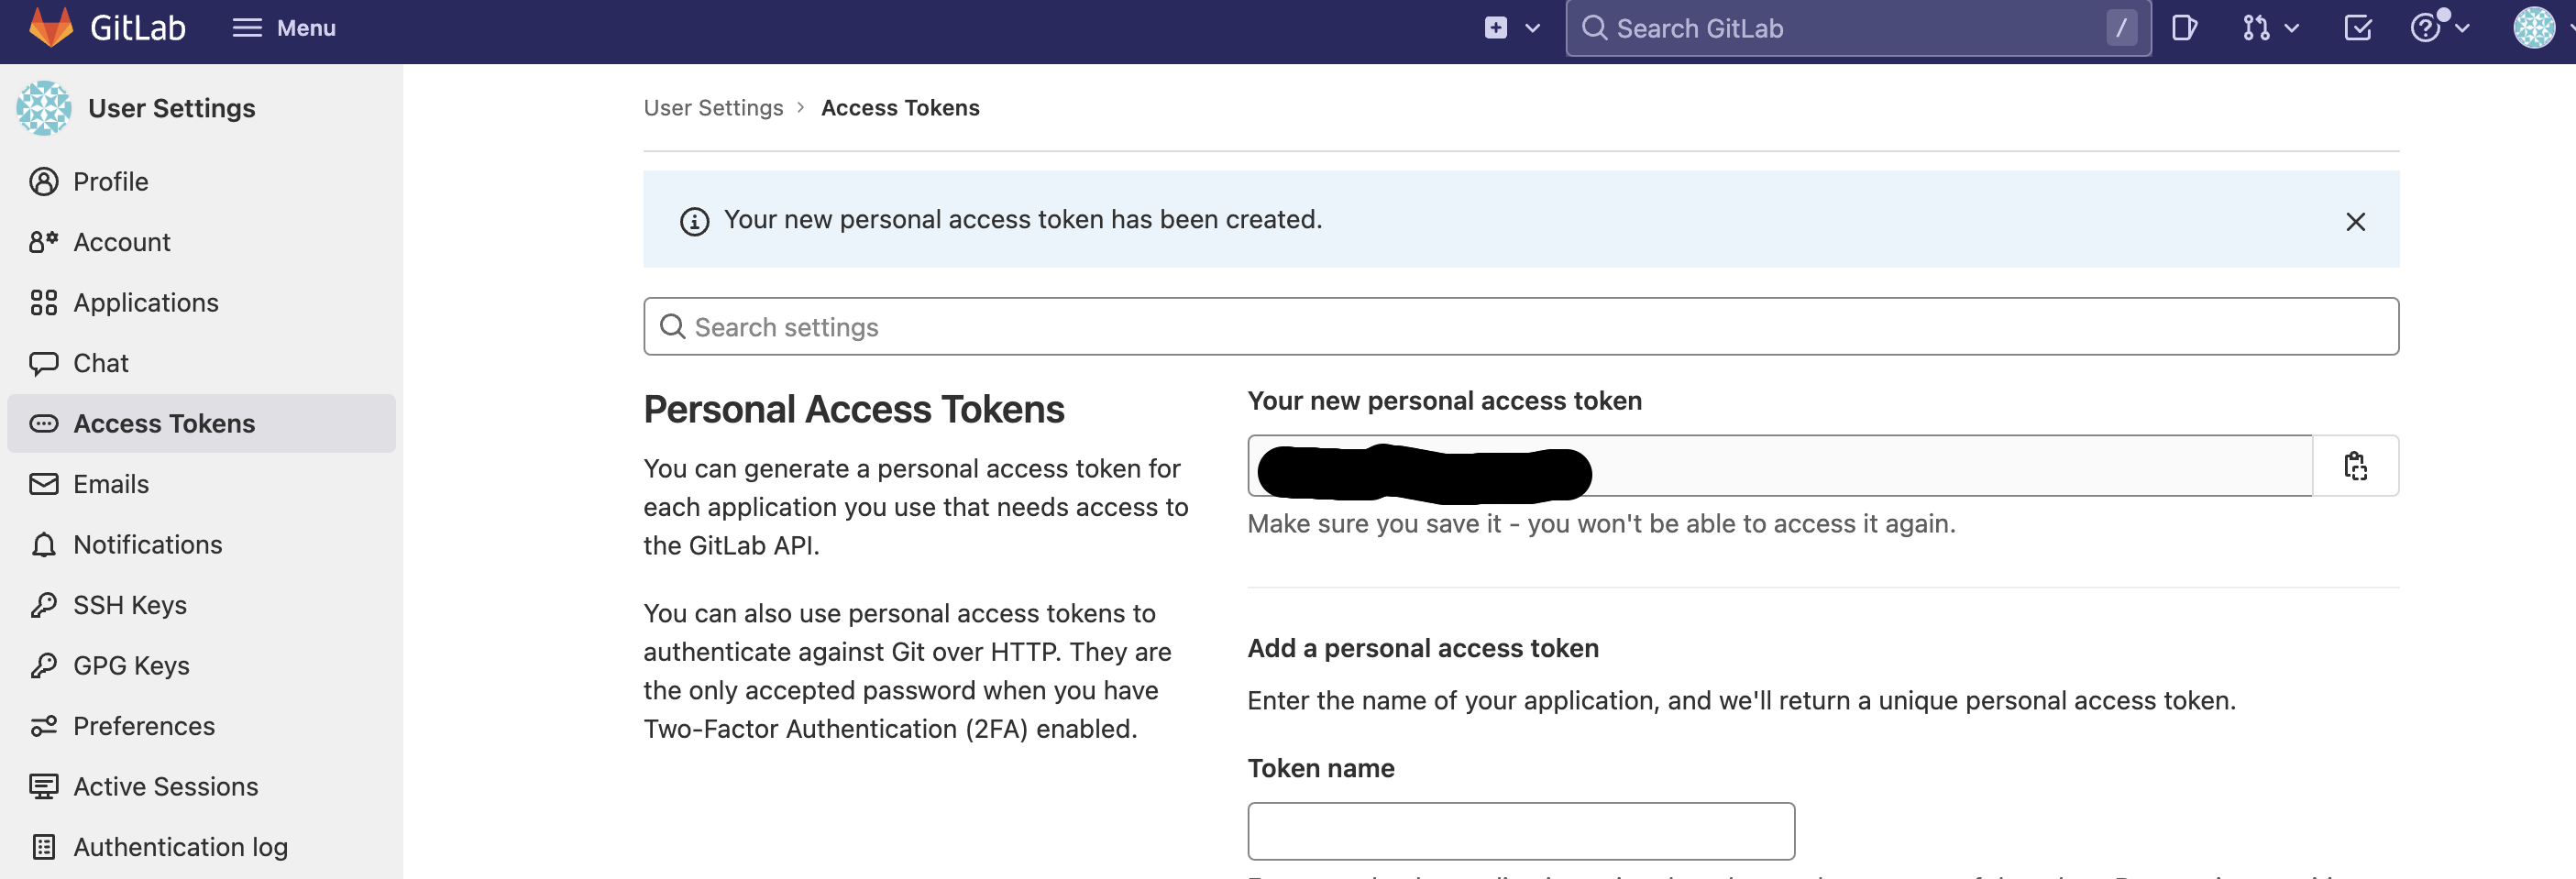 GitLab
Menu
Search GitLab
/
User Settings
Profile
Account
Applications
Chat
Access Tokens
Emails
Notifications
SSH Keys
GPG Keys
Preferences
Active Sessions
Authentication log
User Settings > Access Tokens
Your new personal access token has been created.
Search settings
Personal Access Tokens
You can generate a personal access token for
each application you use that needs access to
the GitLab API.
You can also use personal access tokens to
authenticate against Git over HTTP. They are
the only accepted password when you have
Two-Factor Authentication (2FA) enabled.
Your new personal access token
Make sure you save it - you won't be able to access it again.
Add a personal access token
Enter the name of your application, and we'll return a unique personal access token.
Token name